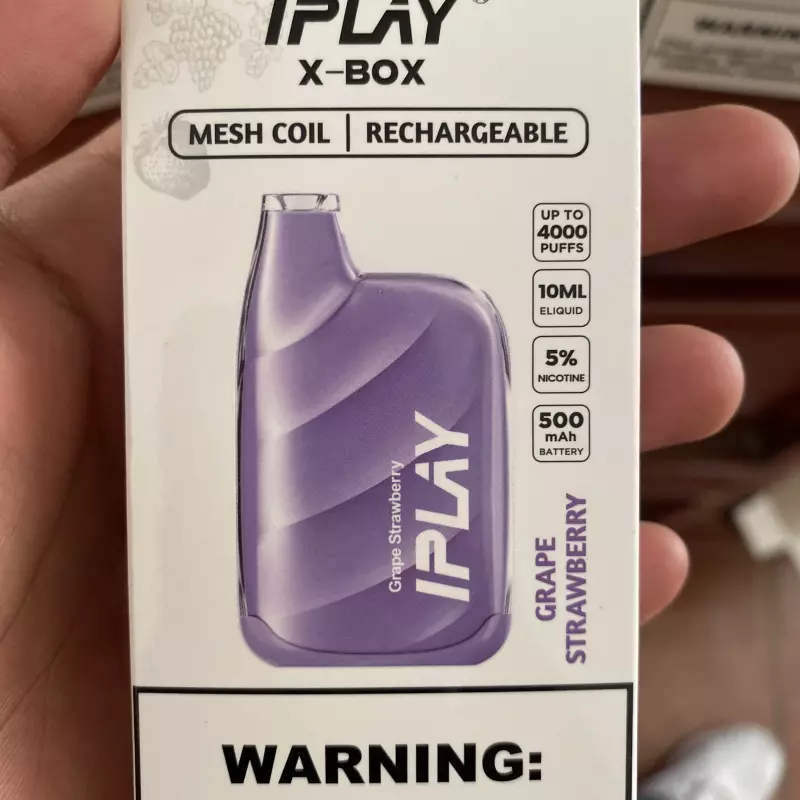 IPLAY
X-BOX
MESH COIL | RECHARGEABLE
UP TO
4000
PUFFS
10ML
ELIQUID
5%
NICOTINE
500
mAh
BATTERY
Grape Strawberry
IPLAY
GRAPE
STRAWBERRY
WARNING: